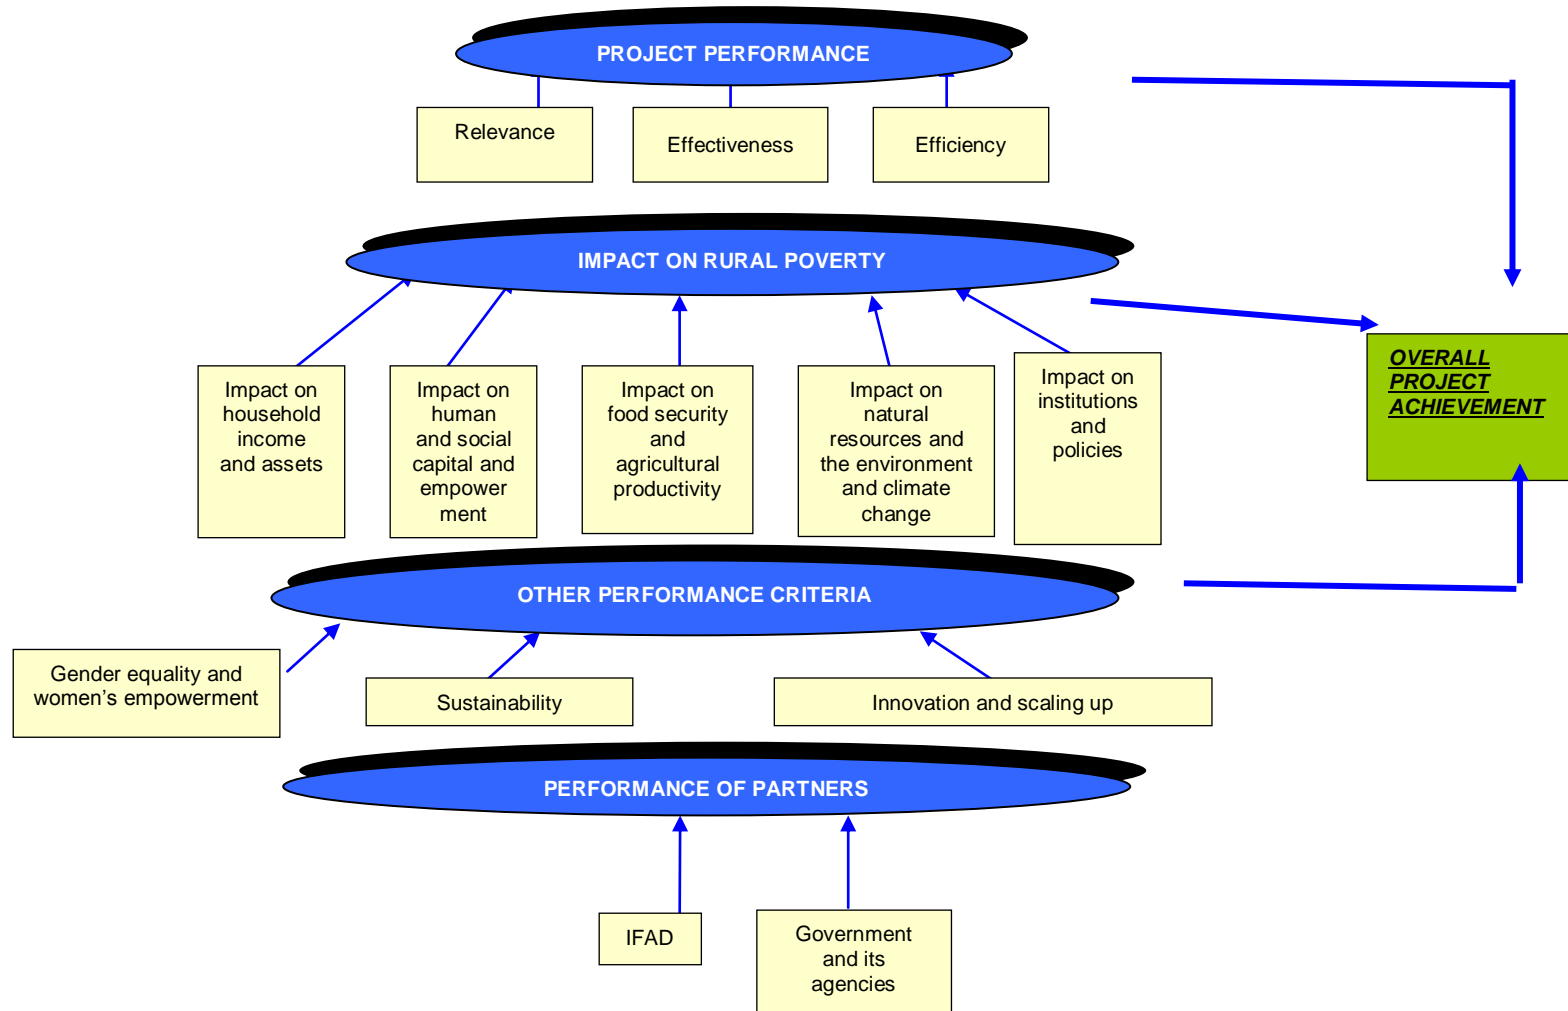 PROJECT PERFORMANCE
Relevance
Effectiveness
Efficiency
IMPACT ON RURAL POVERTY
Impact on
household
income
and assets
Impact on
human
and social
capital and
empower
ment
Impact on
food security
and
agricultural
productivity
Impact on
natural
resources and
the environment
and climate
change
Impact on
institutions
and
policies
OVERALL
PROJECT
ACHIEVEMENT
OTHER PERFORMANCE CRITERIA
Gender equality and
women’s empowerment
Sustainability
Innovation and scaling up
PERFORMANCE OF PARTNERS
IFAD
Government
and its
agencies